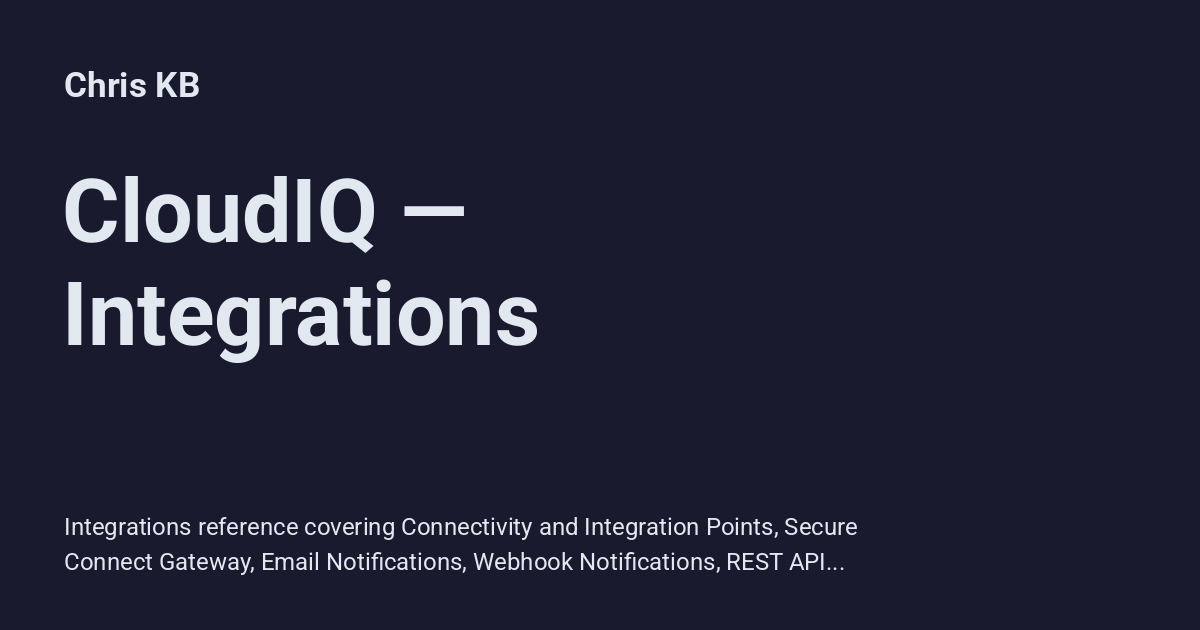 Chris KB
CloudIQ —
Integrations
Integrations reference covering Connectivity and Integration Points, Secure
Connect Gateway, Email Notifications, Webhook Notifications, REST API...